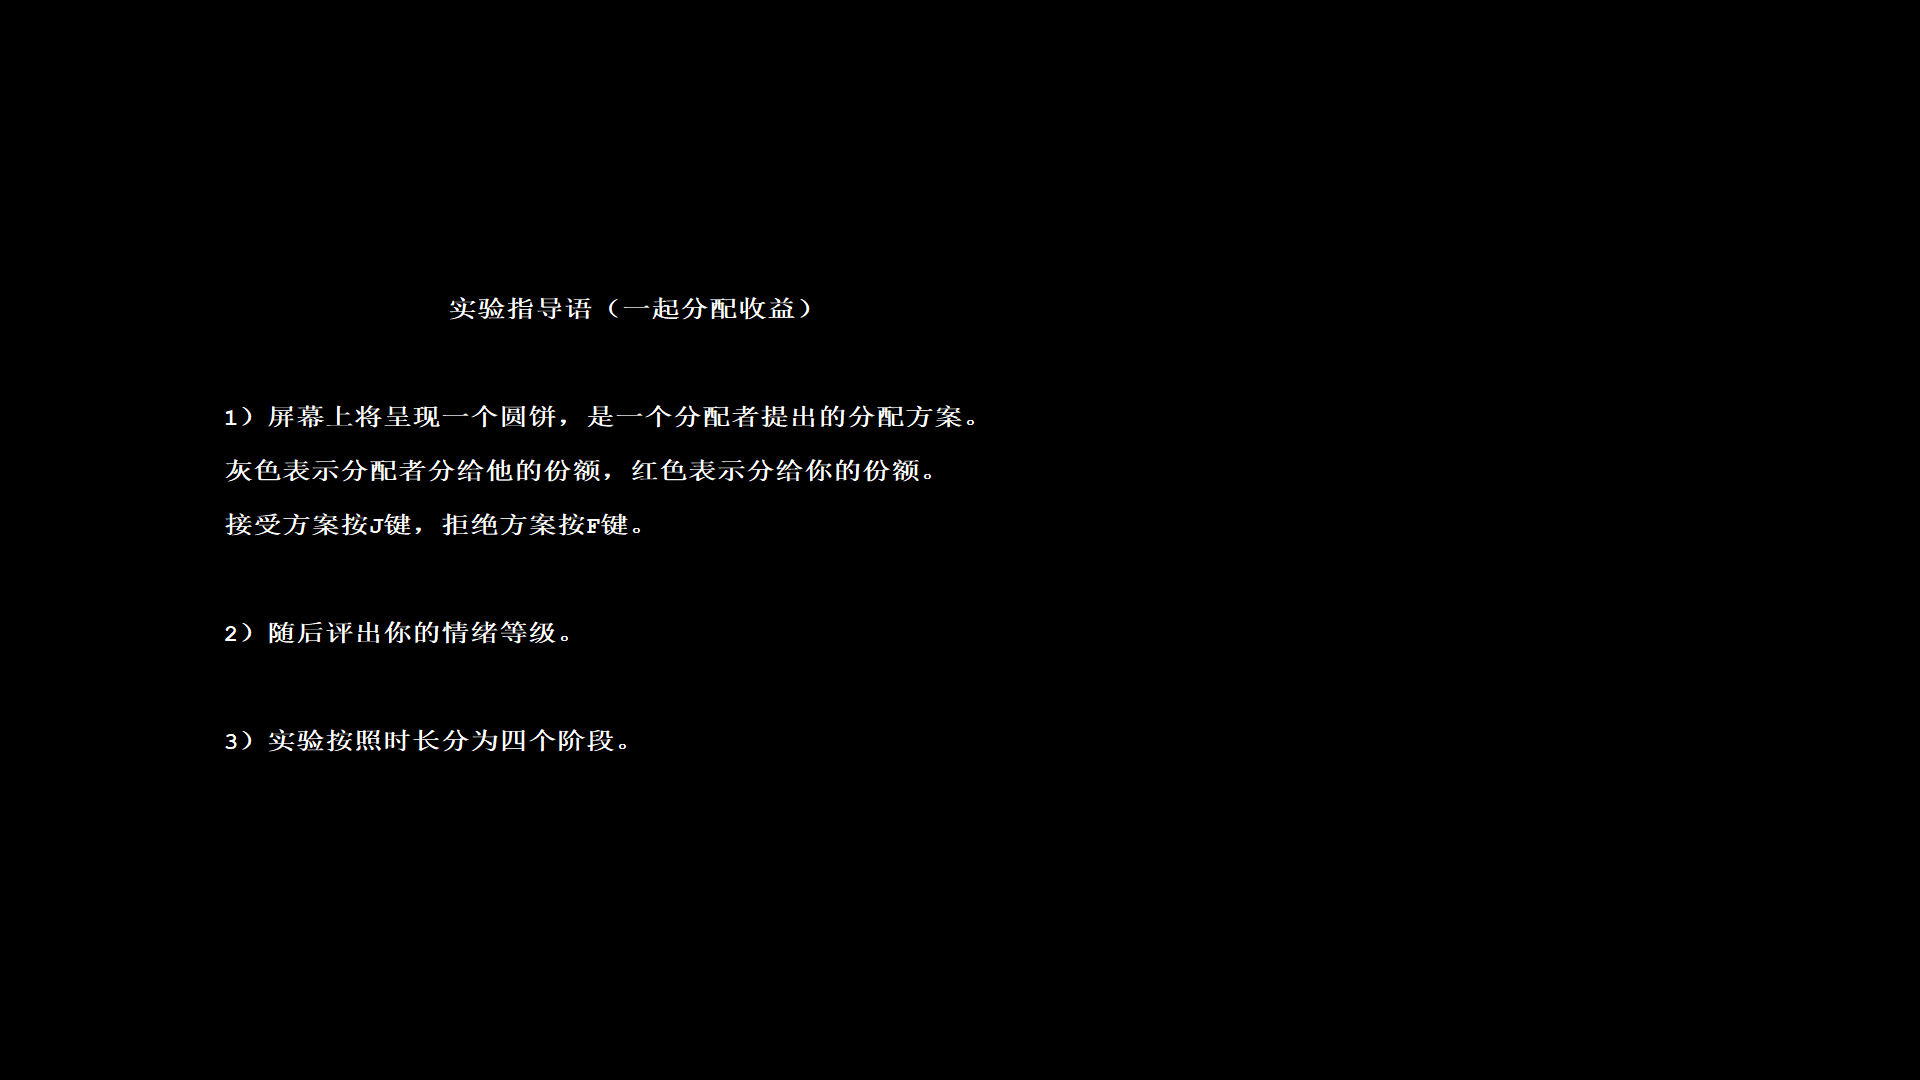 实验指导语（一起分配收益）
1）屏幕上将呈现一个圆饼，是一个分配者提出的分配方案。
灰色表示分配者分给他的份额，红色表示分给你的份额。
接受方案按J键，拒绝方案按F键。
2）随后评出你的情绪等级。
3）实验按照时长分为四个阶段。